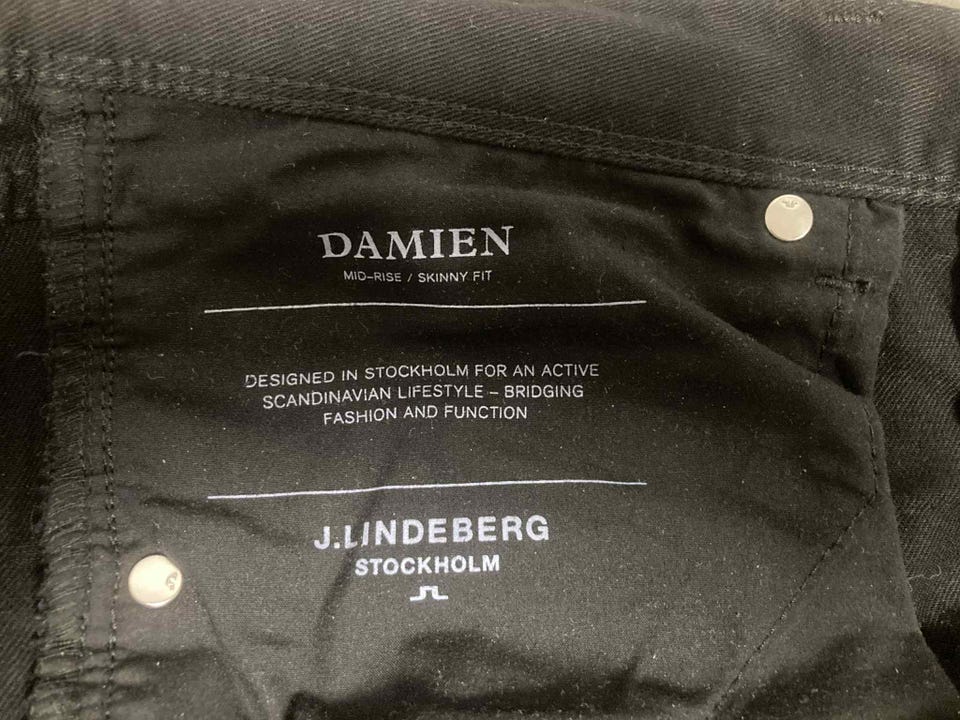 DAMIEN
MID-RISE / SKINNY FIT
DESIGNED IN STOCKHOLM FOR AN ACTIVE
SCANDINAVIAN LIFESTYLE – BRIDGING
FASHION AND FUNCTION
J.LINDEBERG
STOCKHOLM